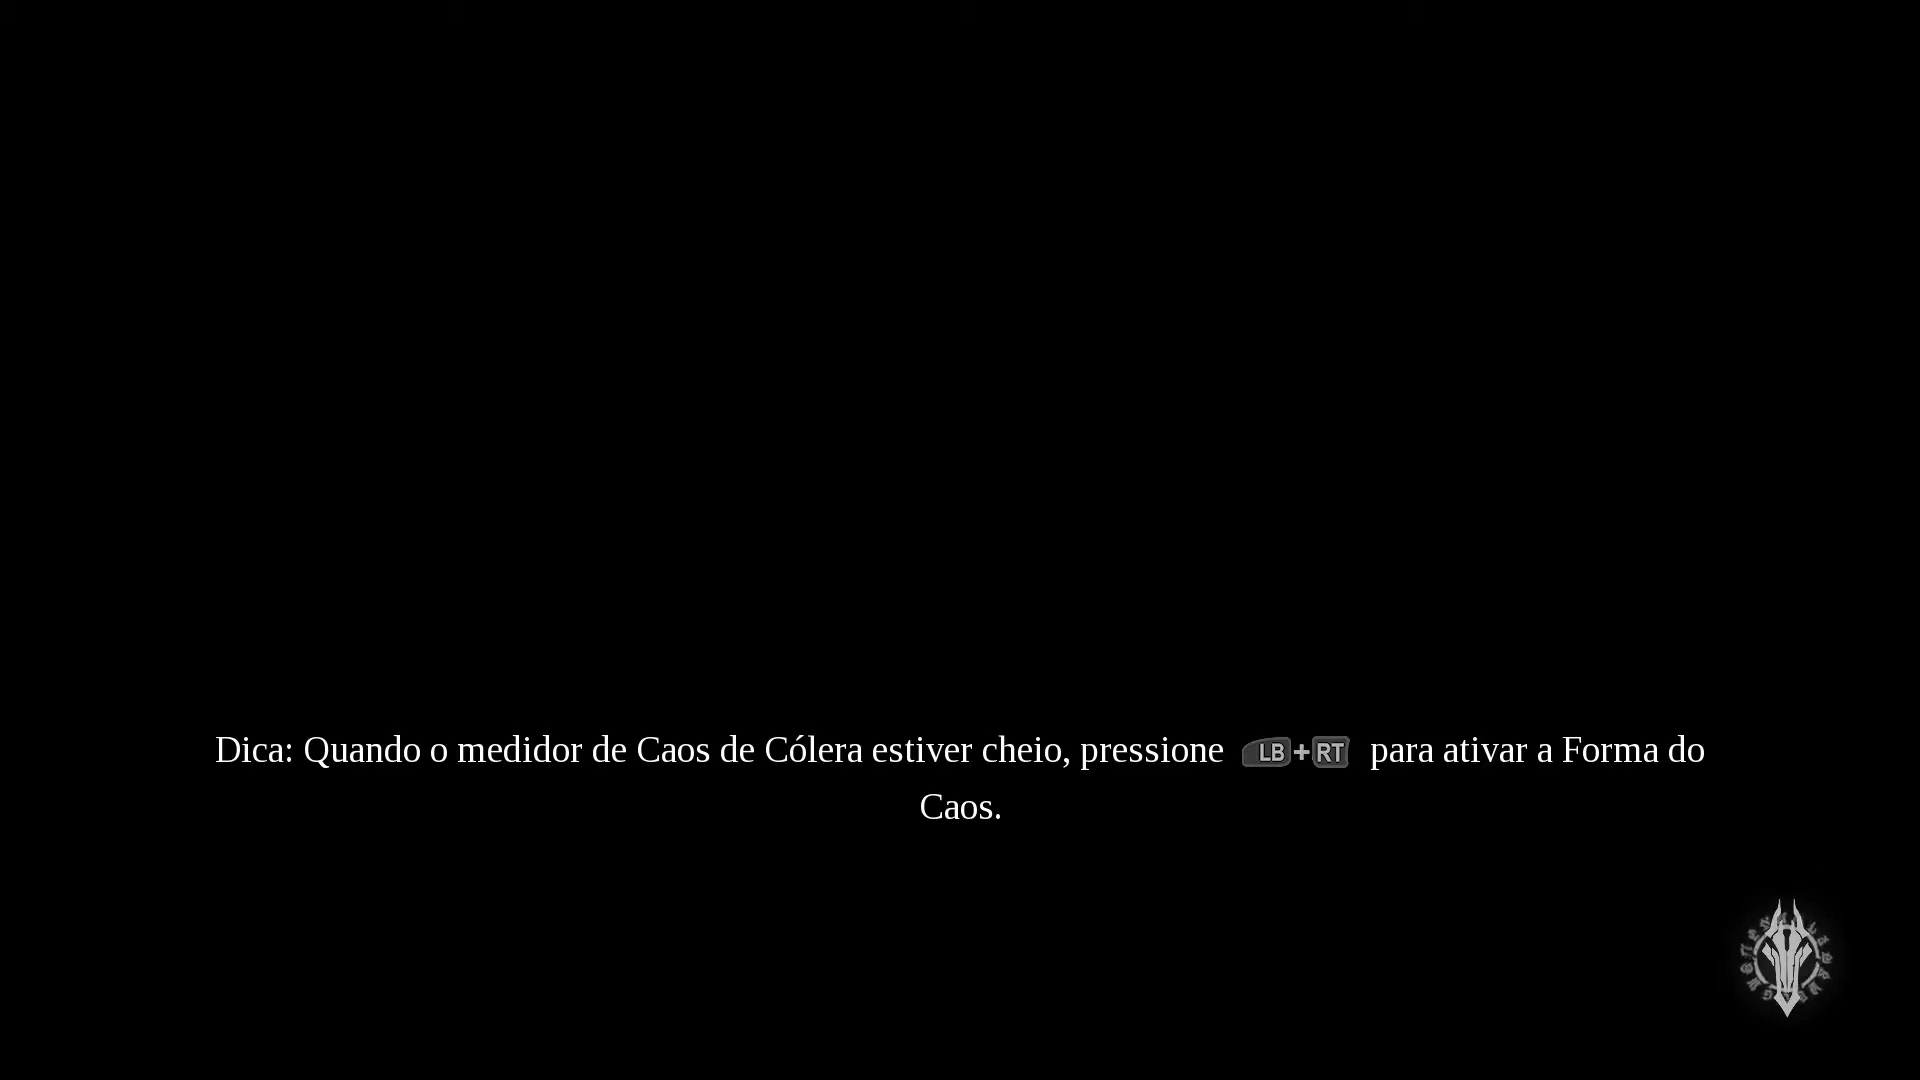 Dica: Quando o medidor de Caos de Cólera estiver cheio, pressione LB+RT para ativar a Forma do
Caos.